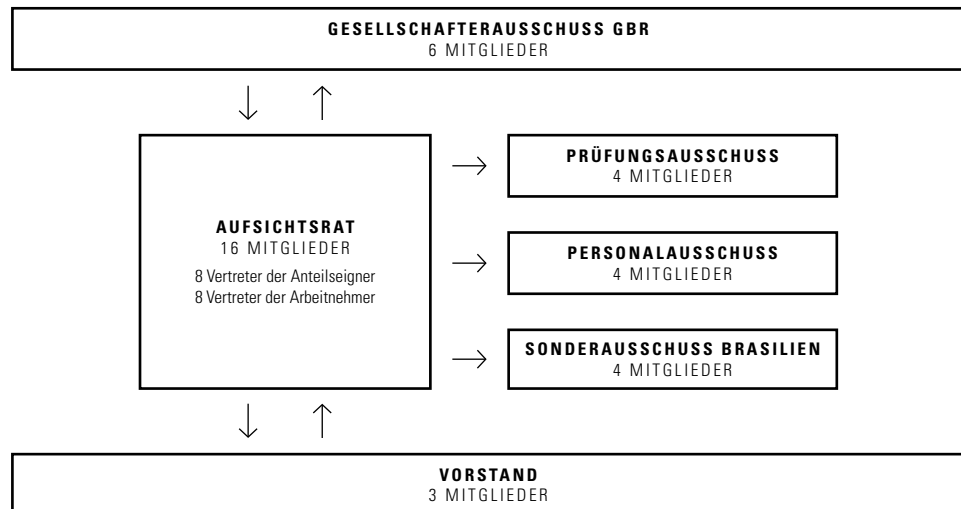 GESELLSCHAFTERAUSSCHUSS GBR
6 MITGLIEDER
AUFSICHTSRAT
16 MITGLIEDER
8 Vertreter der Anteilseigner
8 Vertreter der Arbeitnehmer
PRÜFUNGSAUSSCHUSS
4 MITGLIEDER
PERSONALAUSSCHUSS
4 MITGLIEDER
SONDERAUSSCHUSS BRASILIEN
4 MITGLIEDER
VORSTAND
3 MITGLIEDER